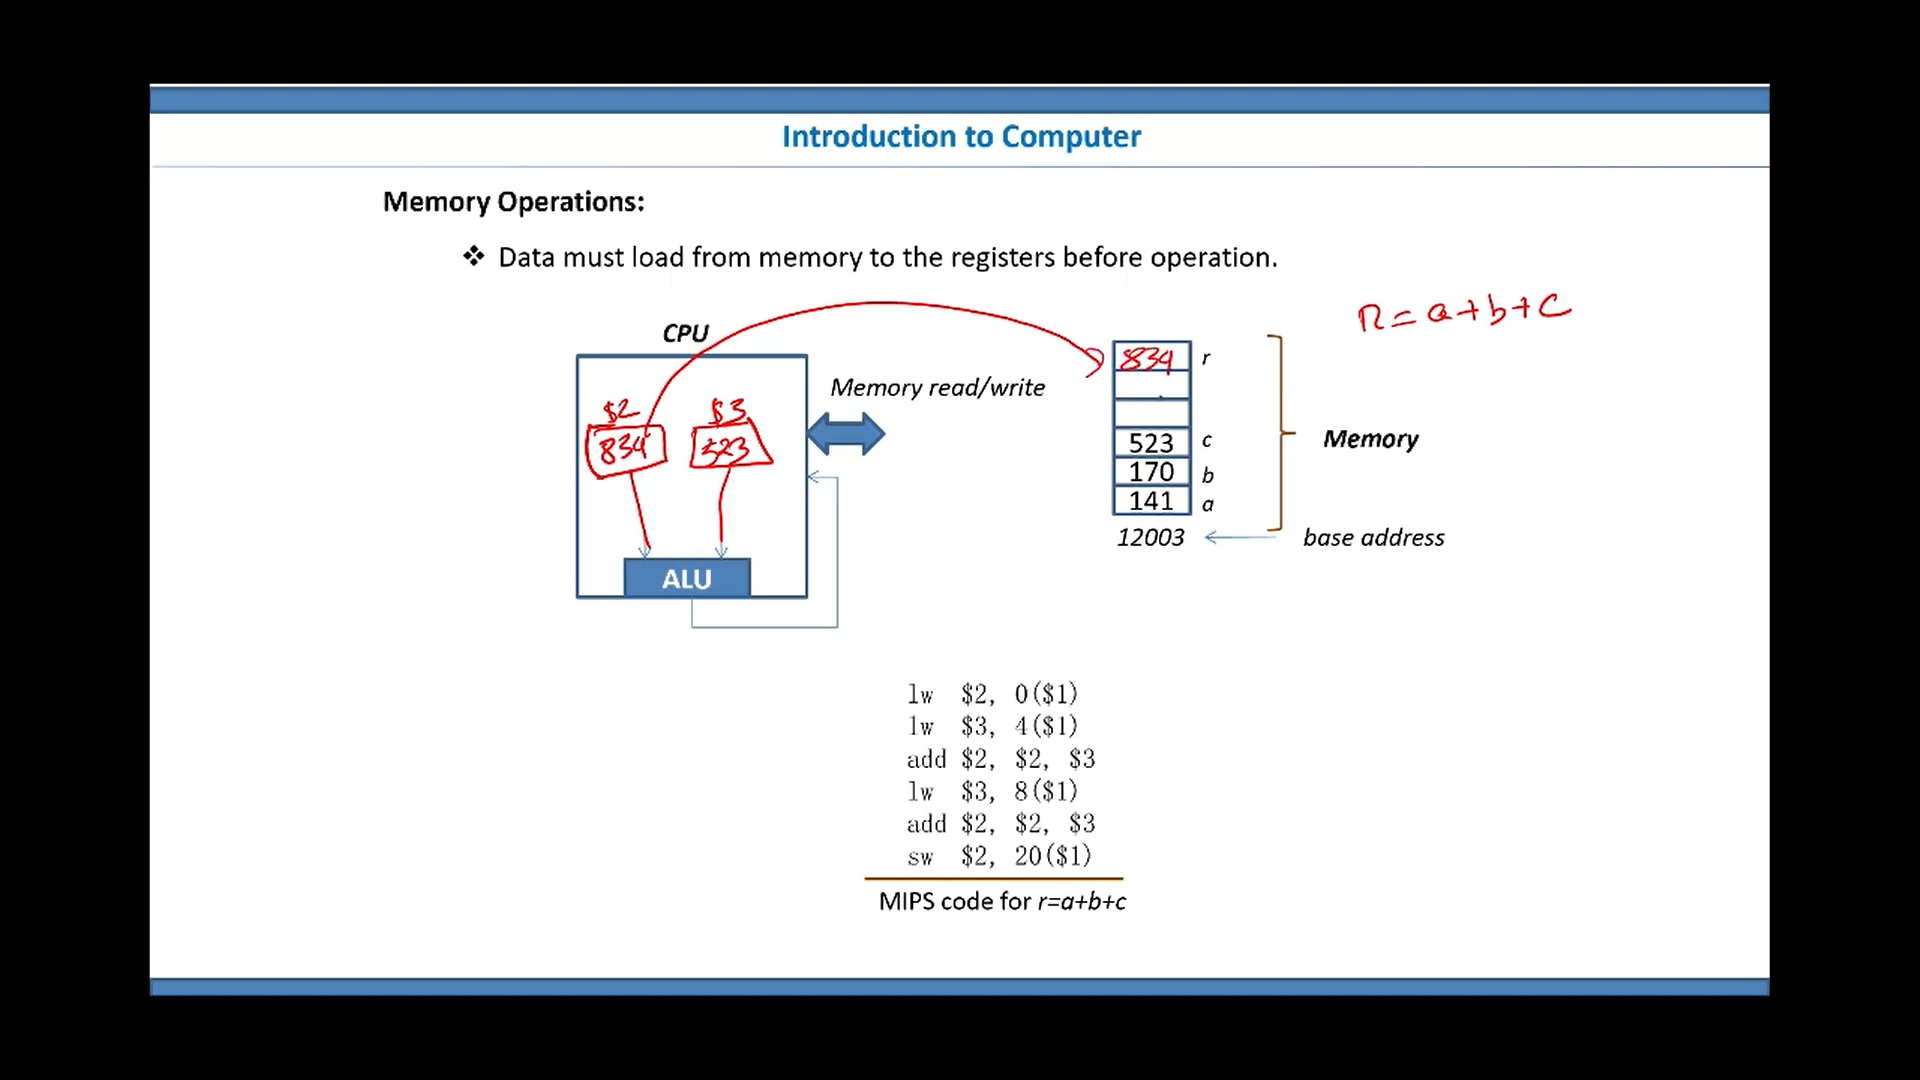 Introduction to Computer
Memory Operations:
❖ Data must load from memory to the registers before operation.
R = a+b+c
CPU
Memory read/write
834 r
$2 $3
834 523
523 c
170 b
141 a
Memory
12003
base address
ALU
lw $2, 0($1)
lw $3, 4($1)
add $2, $2, $3
lw $3, 8($1)
add $2, $2, $3
sw $2, 20($1)
MIPS code for r=a+b+c